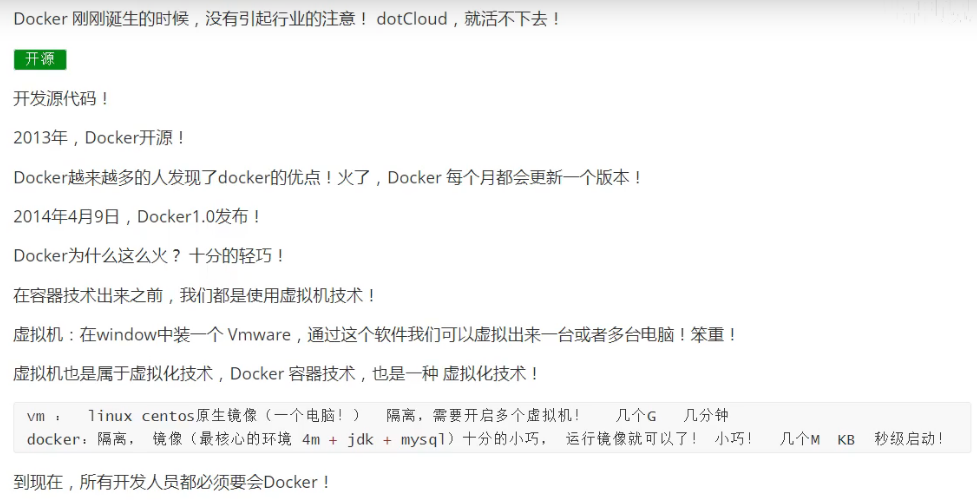 Docker 刚刚诞生的时候，没有引起行业的注意！ dotCloud，就活不下去！
开源
开发源代码！
2013年，Docker开源！
Docker越来越多的人发现了docker的优点！火了，Docker 每个月都会更新一个版本！
2014年4月9日，Docker1.0发布！
Docker为什么这么火？ 十分的轻巧！
在容器技术出来之前，我们都是使用虚拟机技术！
虚拟机：在window中装一个 Vmware，通过这个软件我们可以虚拟出来一台或者多台电脑！笨重！
虚拟机也是属于虚拟化技术，Docker 容器技术，也是一种 虚拟化技术！
vm ： linux centos原生镜像（一个电脑！） 隔离，需要开启多个虚拟机！ 几个G 几分钟
docker：隔离， 镜像（最核心的环境 4m + jdk + mysql）十分的小巧， 运行镜像就可以了！ 小巧！ 几个M KB 秒级启动！
到现在，所有开发人员都必须要会Docker！